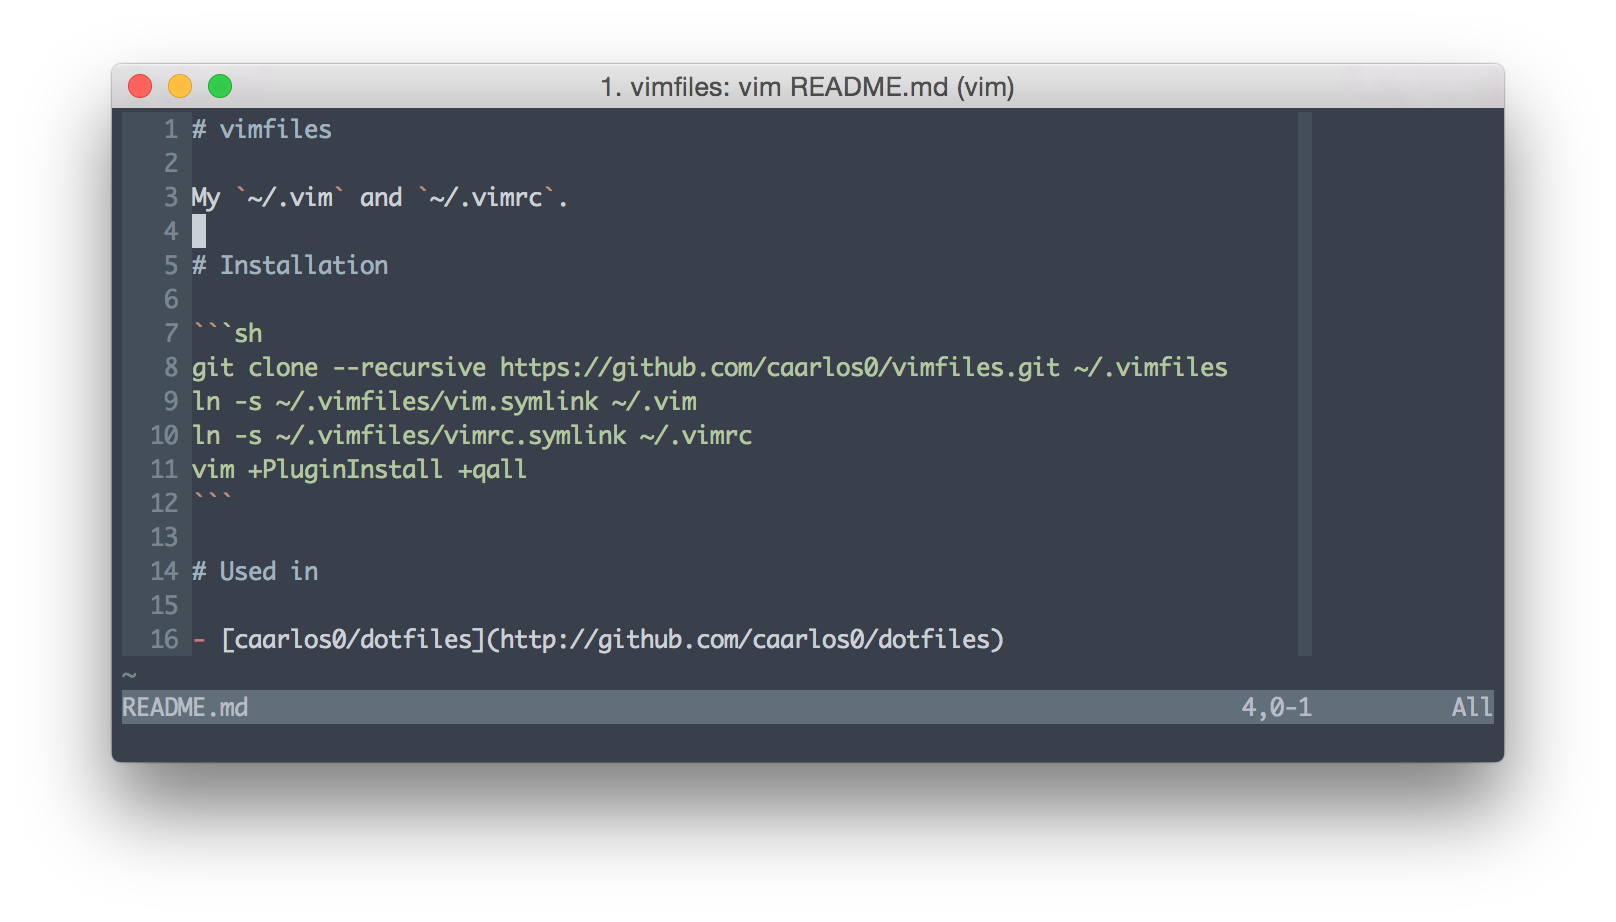 1. vimfiles: vim README.md (vim)
1 # vimfiles
2
3 My `~/.vim` and `~/.vimrc`.
4
5 # Installation
6
7 ```sh
8 git clone --recursive https://github.com/caarlos0/vimfiles.git ~/.vimfiles
9 ln -s ~/.vimfiles/vim.symlink ~/.vim
10 ln -s ~/.vimfiles/vimrc.symlink ~/.vimrc
11 vim +PluginInstall +qall
12 ```
13
14 # Used in
15
16 - [caarlos0/dotfiles](http://github.com/caarlos0/dotfiles)
~
README.md 4,0-1 All